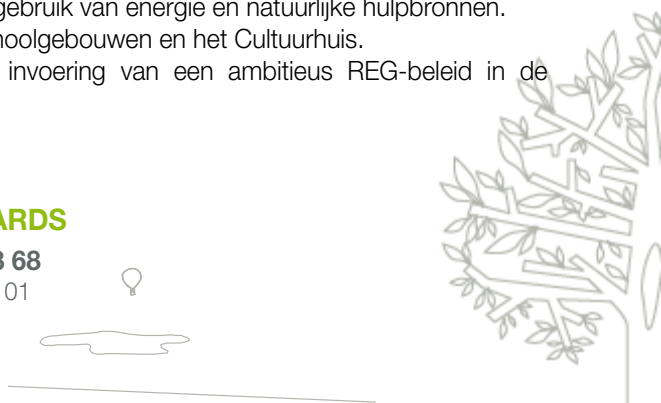 gebruik van energie en natuurlijke hulpbronnen.
hoolgebouwen en het Cultuurhuis.
invoering van een ambitieus REG-beleid in de
ARDS
68
01